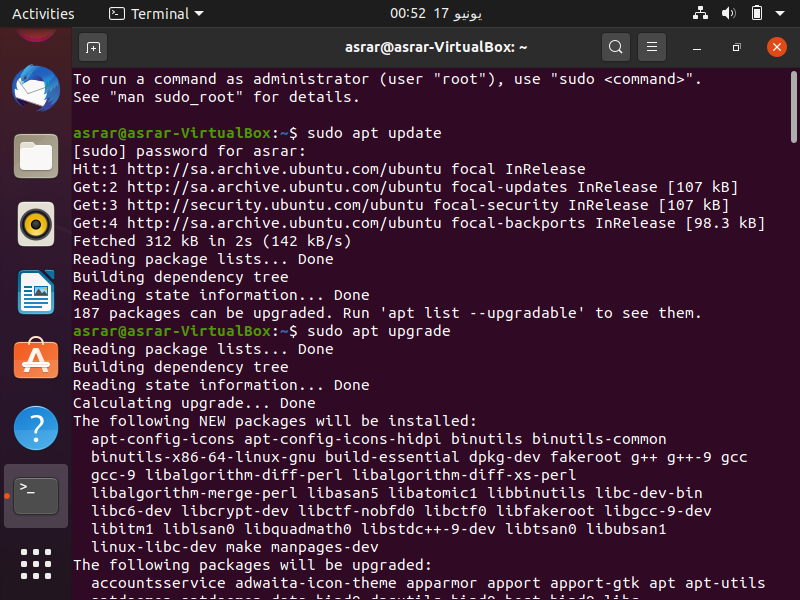 Activities Terminal 00:52 17 يونيو
asrar@asrar-VirtualBox: ~
To run a command as administrator (user "root"), use "sudo <command>".
See "man sudo_root" for details.
asrar@asrar-VirtualBox:~$ sudo apt update
[sudo] password for asrar:
Hit:1 http://sa.archive.ubuntu.com/ubuntu focal InRelease
Get:2 http://sa.archive.ubuntu.com/ubuntu focal-updates InRelease [107 kB]
Get:3 http://security.ubuntu.com/ubuntu focal-security InRelease [107 kB]
Get:4 http://sa.archive.ubuntu.com/ubuntu focal-backports InRelease [98.3 kB]
Fetched 312 kB in 2s (142 kB/s)
Reading package lists... Done
Building dependency tree
Reading state information... Done
187 packages can be upgraded. Run 'apt list --upgradable' to see them.
asrar@asrar-VirtualBox:~$ sudo apt upgrade
Reading package lists... Done
Building dependency tree
Reading state information... Done
Calculating upgrade... Done
The following NEW packages will be installed:
apt-config-icons apt-config-icons-hidpi binutils binutils-common
binutils-x86-64-linux-gnu build-essential dpkg-dev fakeroot g++ g++-9 gcc
gcc-9 libalgorithm-diff-perl libalgorithm-diff-xs-perl
libalgorithm-merge-perl libasan5 libatomic1 libbinutils libc-dev-bin
libc6-dev libcrypt-dev libctf-nobfd0 libctf0 libfakeroot libgcc-9-dev
libitm1 liblsan0 libquadmath0 libstdc++-9-dev libtsan0 libubsan1
linux-libc-dev make manpages-dev
The following packages will be upgraded:
accountsservice adwaita-icon-theme apparmor apport apport-gtk apt apt-utils